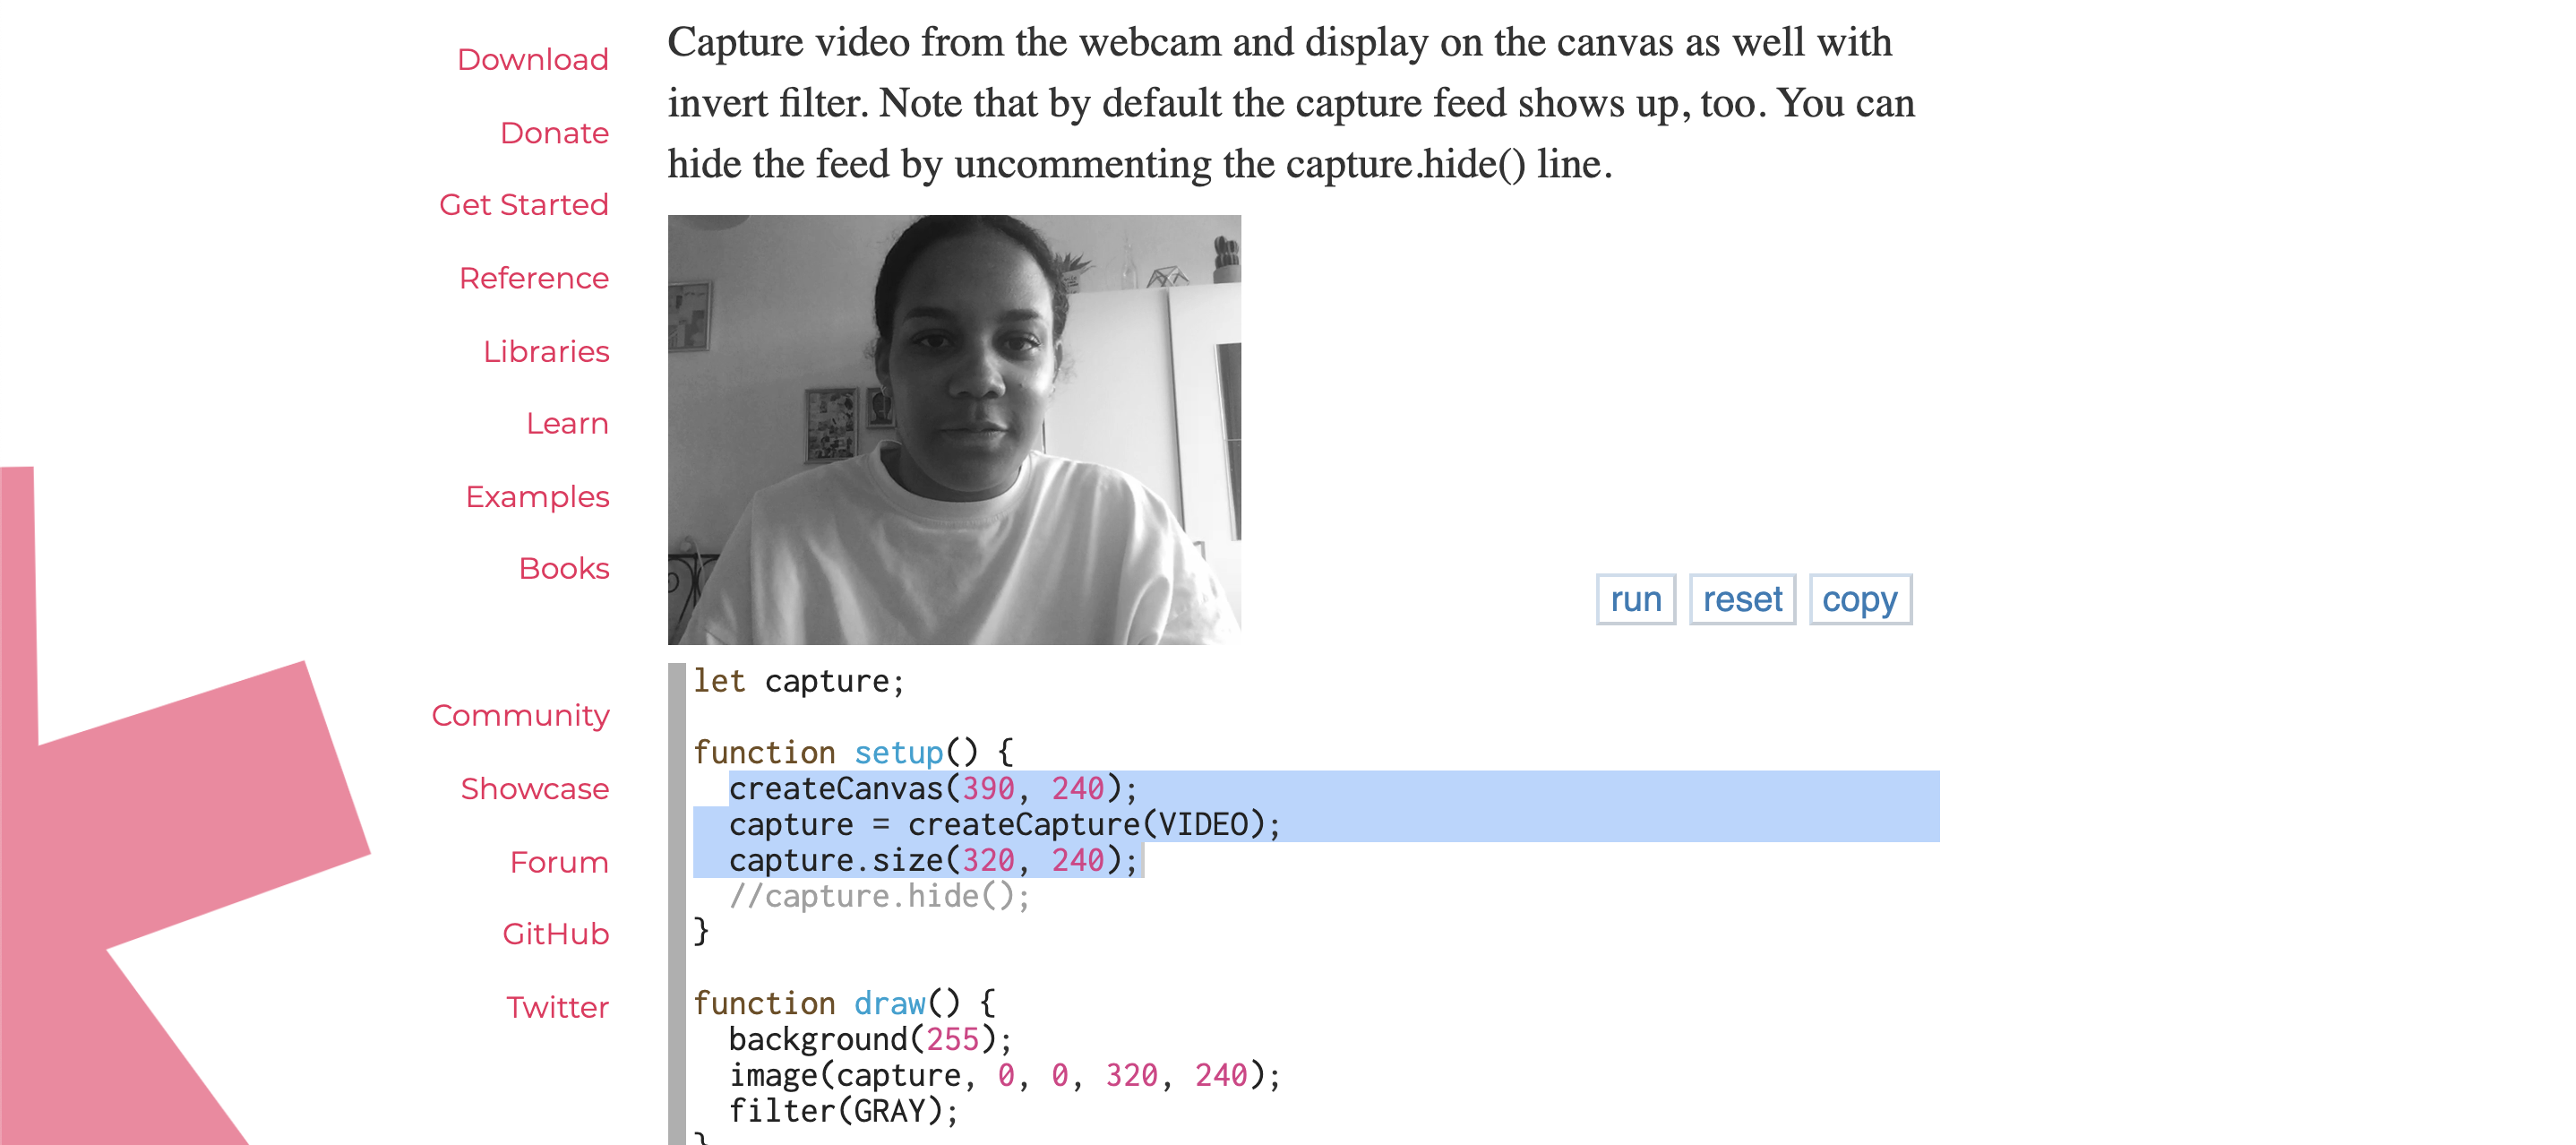 Download
Donate
Get Started
Reference
Libraries
Learn
Examples
Books
Community
Showcase
Forum
GitHub
Twitter
Capture video from the webcam and display on the canvas as well with
invert filter. Note that by default the capture feed shows up, too. You can
hide the feed by uncommenting the capture.hide() line.
run reset copy
let capture;
function setup() {
createCanvas(390, 240);
capture = createCapture(VIDEO);
capture.size(320, 240);
//capture.hide();
}
function draw() {
background(255);
image(capture, 0, 0, 320, 240);
filter(GRAY);
}